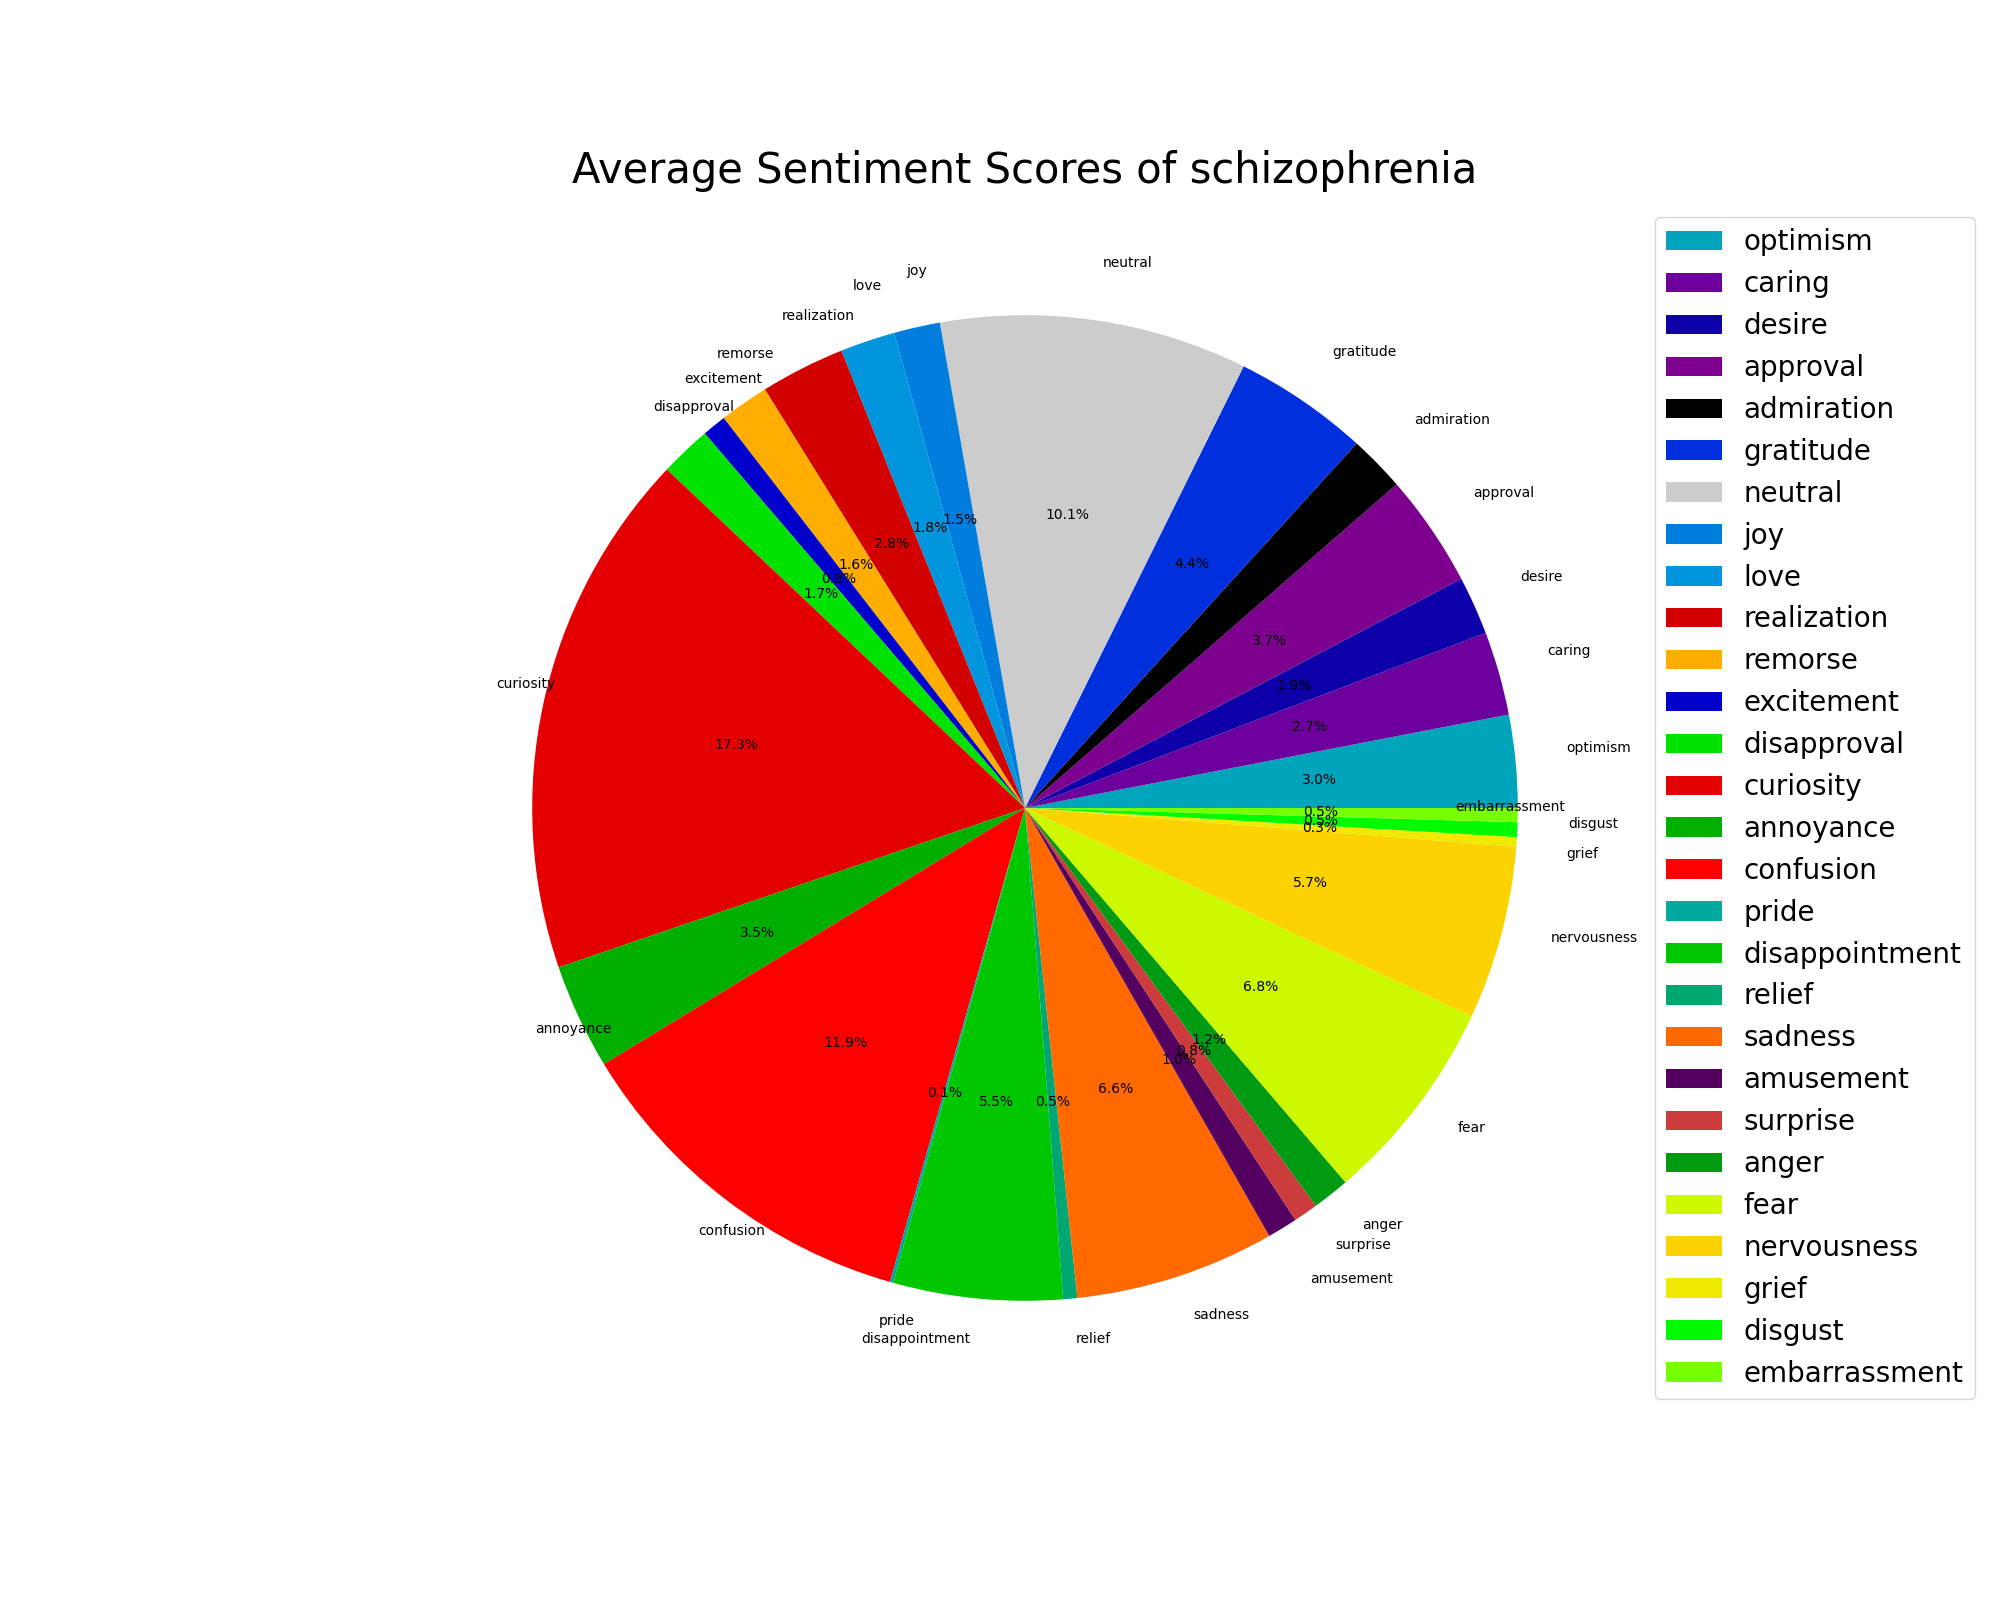 Average Sentiment Scores of schizophrenia
neutral
joy
love
realization
remorse
excitement
disapproval
curiosity
annoyance
confusion
pride
disappointment
relief
sadness
amusement
surprise
anger
fear
nervousness
grief
disgust
embarrassment
optimism
caring
desire
approval
admiration
gratitude
10.1%
1.5%
1.8%
2.8%
1.6%
0.8%
1.7%
17.3%
3.5%
11.9%
0.1%
5.5%
0.5%
6.6%
1.0%
0.8%
1.2%
6.8%
5.7%
0.3%
0.5%
0.5%
3.0%
2.7%
1.9%
3.7%
4.4%
optimism
caring
desire
approval
admiration
gratitude
neutral
joy
love
realization
remorse
excitement
disapproval
curiosity
annoyance
confusion
pride
disappointment
relief
sadness
amusement
surprise
anger
fear
nervousness
grief
disgust
embarrassment